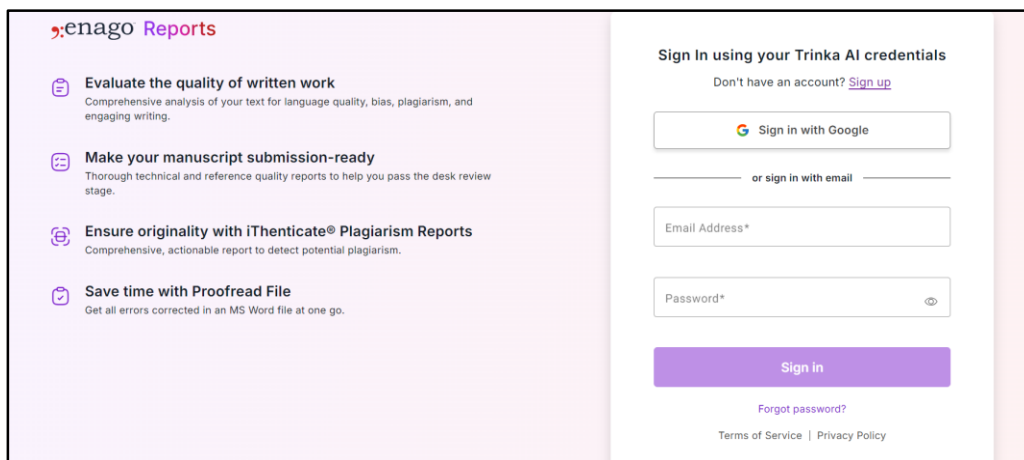 enago Reports
Evaluate the quality of written work
Comprehensive analysis of your text for language quality, bias, plagiarism, and
engaging writing.
Make your manuscript submission-ready
Thorough technical and reference quality reports to help you pass the desk review
stage.
Ensure originality with iThenticate® Plagiarism Reports
Comprehensive, actionable report to detect potential plagiarism.
Save time with Proofread File
Get all errors corrected in an MS Word file at one go.
Sign In using your Trinka AI credentials
Don't have an account? Sign up
Sign in with Google
or sign in with email
Email Address*
Password*
Sign in
Forgot password?
Terms of Service | Privacy Policy